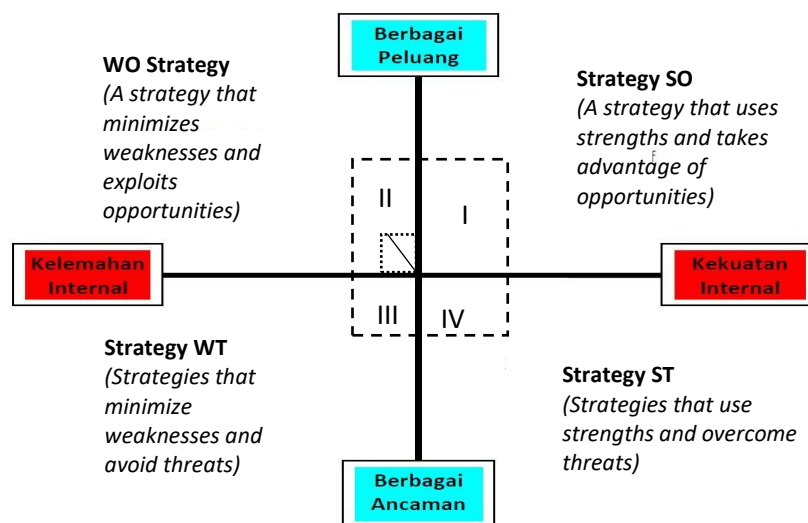 Berbagai
Peluang
WO Strategy
(A strategy that
minimizes
weaknesses and
exploits
opportunities)
Strategy SO
(A strategy that uses
strengths and takes
advantage of
opportunities)
II
I
Kelemahan
Internal
Kekuatan
Internal
III
IV
Strategy WT
(Strategies that
minimize
weaknesses and
avoid threats)
Strategy ST
(Strategies that use
strengths and overcome
threats)
Berbagai
Ancaman